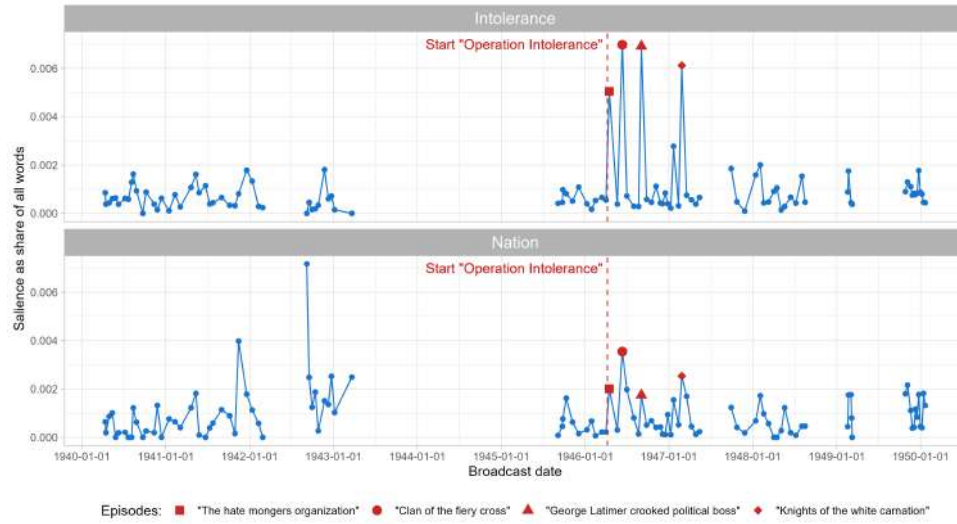 Intolerance
Start "Operation Intolerance"
0.006
0.004
0.002
0.000
Nation
Start "Operation Intolerance"
0.006
0.004
0.002
0.000
Salience as share of all words
1940-01-01 1941-01-01 1942-01-01 1943-01-01 1944-01-01 1945-01-01 1946-01-01 1947-01-01 1948-01-01 1949-01-01 1950-01-01
Broadcast date
Episodes: "The hate mongers organization" "Clan of the fiery cross" "George Latimer crooked political boss" "Knights of the white carnation"